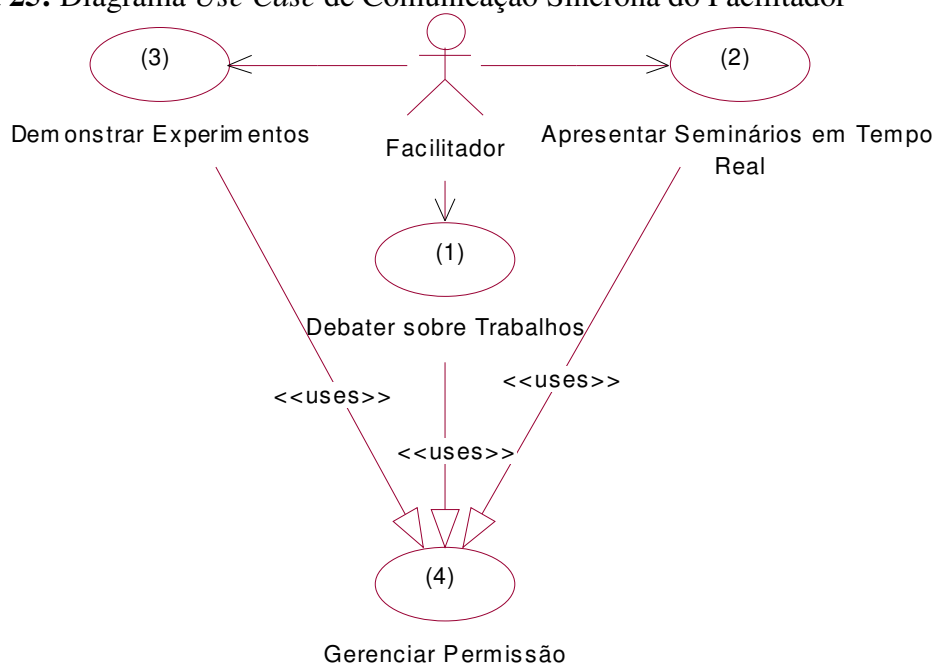 25: Diagrama Use Case de Comunicação Síncrona do Facilitador
(3)
(2)
Demonstrar Experimentos
Facilitador
Apresentar Seminários em Tempo
Real
(1)
Debater sobre Trabalhos
<<uses>>
<<uses>>
<<uses>>
(4)
Gerenciar Permissão